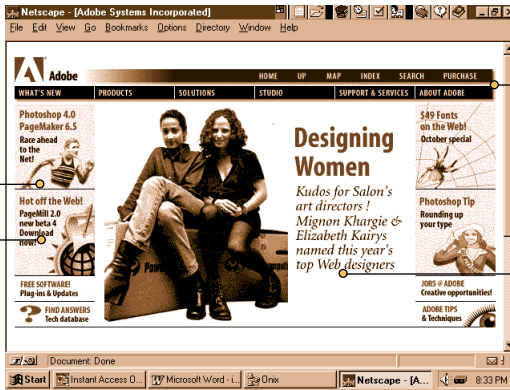 Netscape - [Adobe Systems Incorporated]
File Edit View Go Bookmarks Options Directory Window Help
Adobe
HOME UP MAP INDEX SEARCH PURCHASE
WHAT'S NEW PRODUCTS SOLUTIONS STUDIO SUPPORT & SERVICES ABOUT ADOBE
Photoshop 4.0
PageMaker 6.5
Race ahead
to the
Net!
Hot off the Web!
PageMill 2.0
new beta 4
Download
now!
FREE SOFTWARE!
Plug-ins & Updates
? FIND ANSWERS
Tech database
Designing
Women
Kudos for Salon's
art directors !
Mignon Khargie &
Elizabeth Kairys
named this year's
top Web designers
$49 Fonts
on the Web!
October special
Photoshop Tip
Rounding up
your type
JOBS @ ADOBE
Creative opportunities!
ADOBE TIPS
& Techniques
Document: Done
Start Instant Access O... Microsoft Word - i... Onix Netscape - [A... 8:33 PM